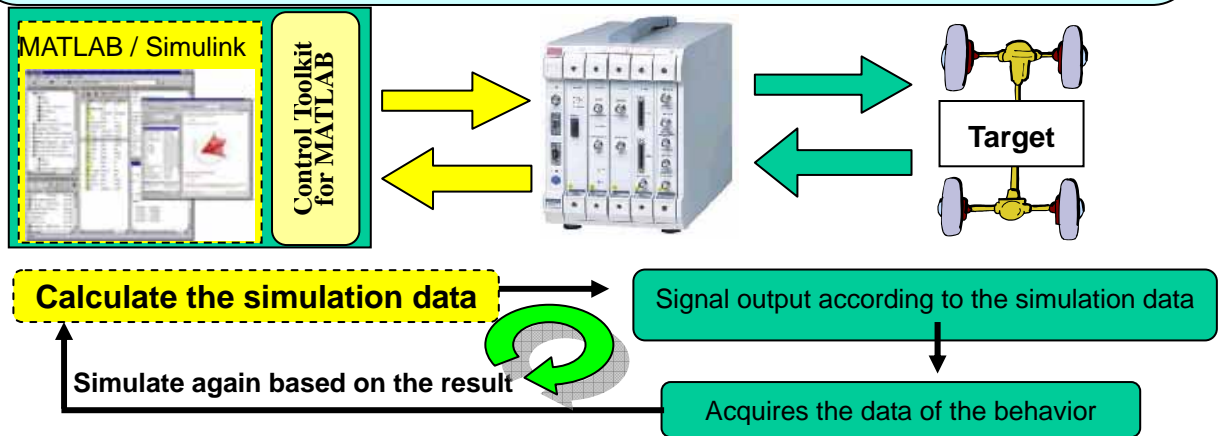 MATLAB / Simulink
Control Toolkit
for MATLAB
Target
Calculate the simulation data
Signal output according to the simulation data
Simulate again based on the result
Acquires the data of the behavior